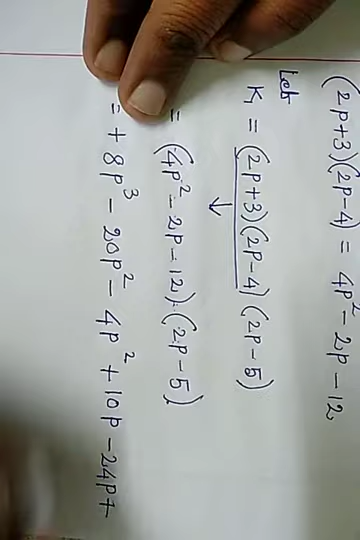 (2p+3)(2p-4) = 4p² - 2p - 12
Let
K₁ = (2p+3)(2p-4)(2p-5)
↓
= (4p² - 2p - 12).(2p - 5)
= + 8p³ - 20p² - 4p² + 10p - 24p +